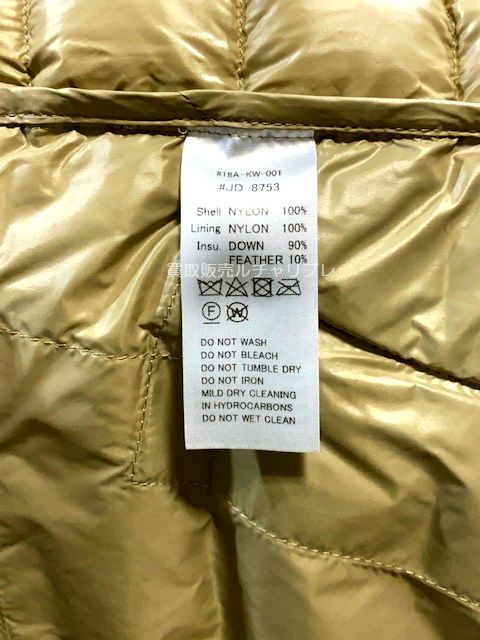 #18A-KW-001
#JD-8753
Shell NYLON 100%
Lining NYLON 100%
Insu. DOWN 90%
FEATHER 10%
買取販売ルチャリブレ
F W
DO NOT WASH
DO NOT BLEACH
DO NOT TUMBLE DRY
DO NOT IRON
MILD DRY CLEANING
IN HYDROCARBONS
DO NOT WET CLEAN